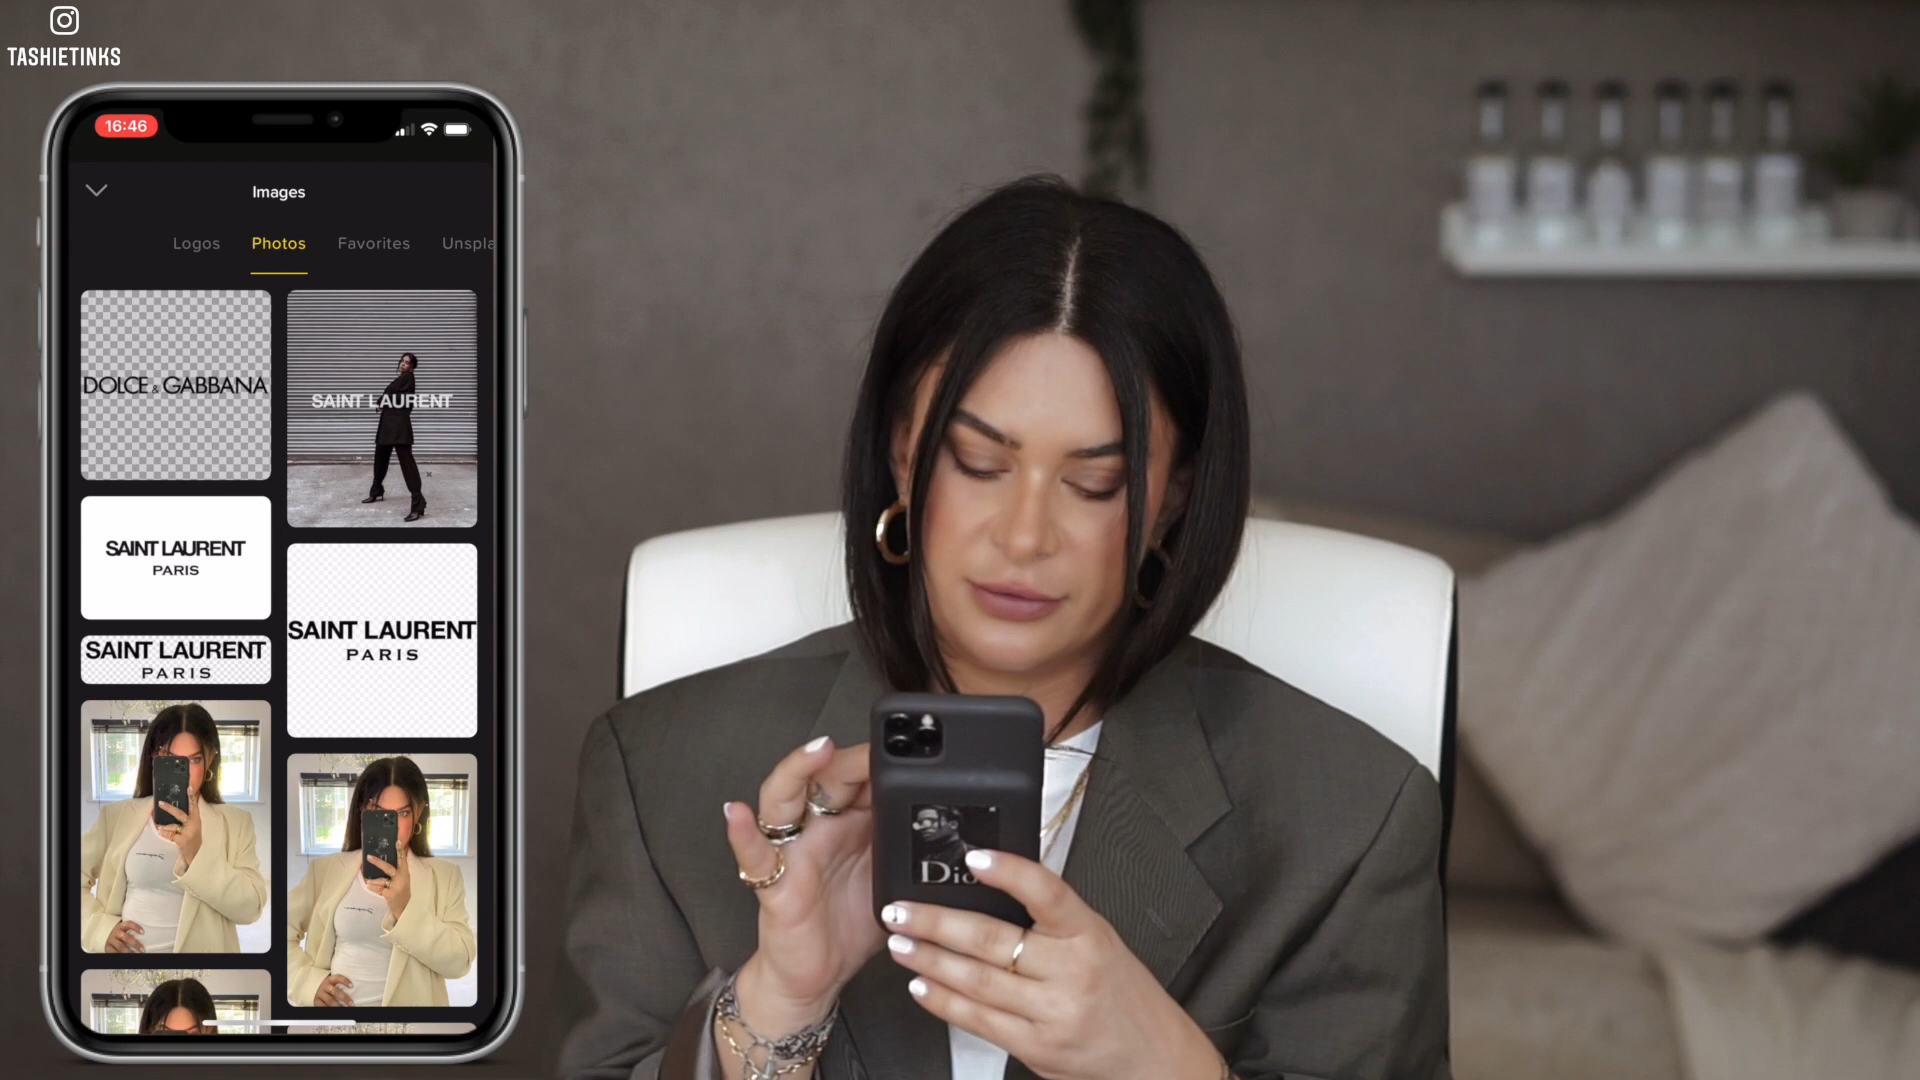 TASHIETINKS
16:46
Images
Logos
Photos
Favorites
Unspla
DOLCE & GABBANA
SAINT LAURENT
SAINT LAURENT
PARIS
SAINT LAURENT
PARIS
SAINT LAURENT
PARIS
Dio